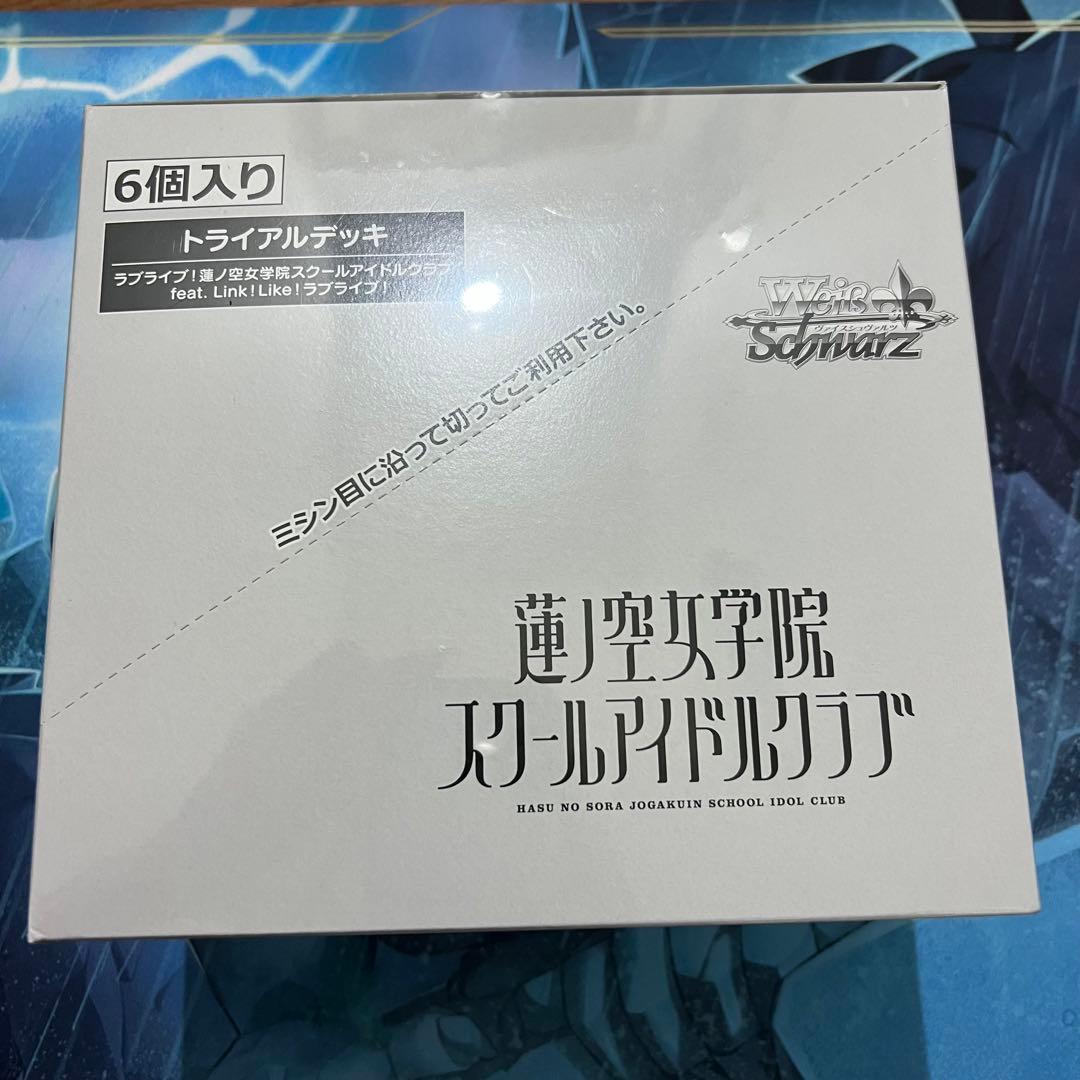 6個入り
トライアルデッキ
ラブライブ!蓮ノ空女学院スクールアイドルクラブ
feat. Link!Like!ラブライブ!
Weiß
ヴァイスシュヴァルツ
Schwarz
ミシン目に沿って切ってご利用下さい。
蓮ノ空女学院
スクールアイドルクラブ
HASU NO SORA JOGAKUIN SCHOOL IDOL CLUB